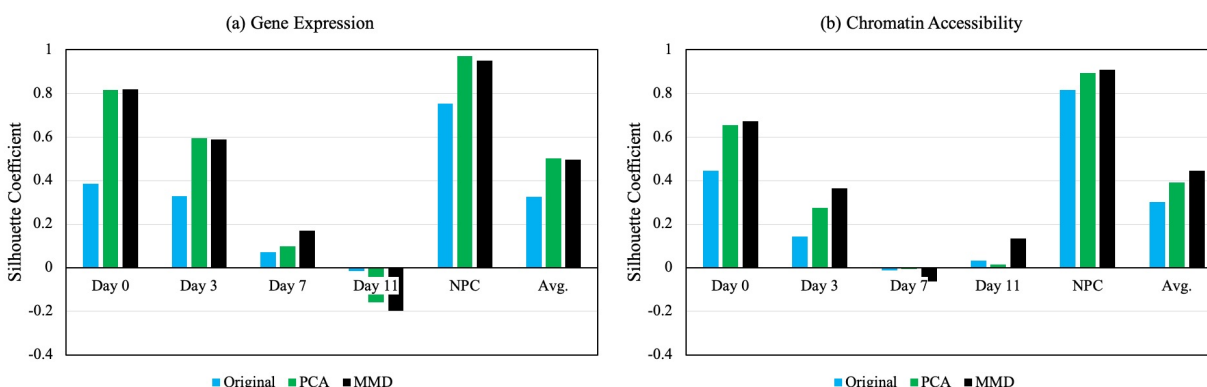 (a) Gene Expression
Silhouette Coefficient
1
0.8
0.6
0.4
0.2
0
-0.2
-0.4
Day 0 Day 3 Day 7 Day 11 NPC Avg.
Original PCA MMD
(b) Chromatin Accessibility
Silhouette Coefficient
1
0.8
0.6
0.4
0.2
0
-0.2
-0.4
Day 0 Day 3 Day 7 Day 11 NPC Avg.
Original PCA MMD